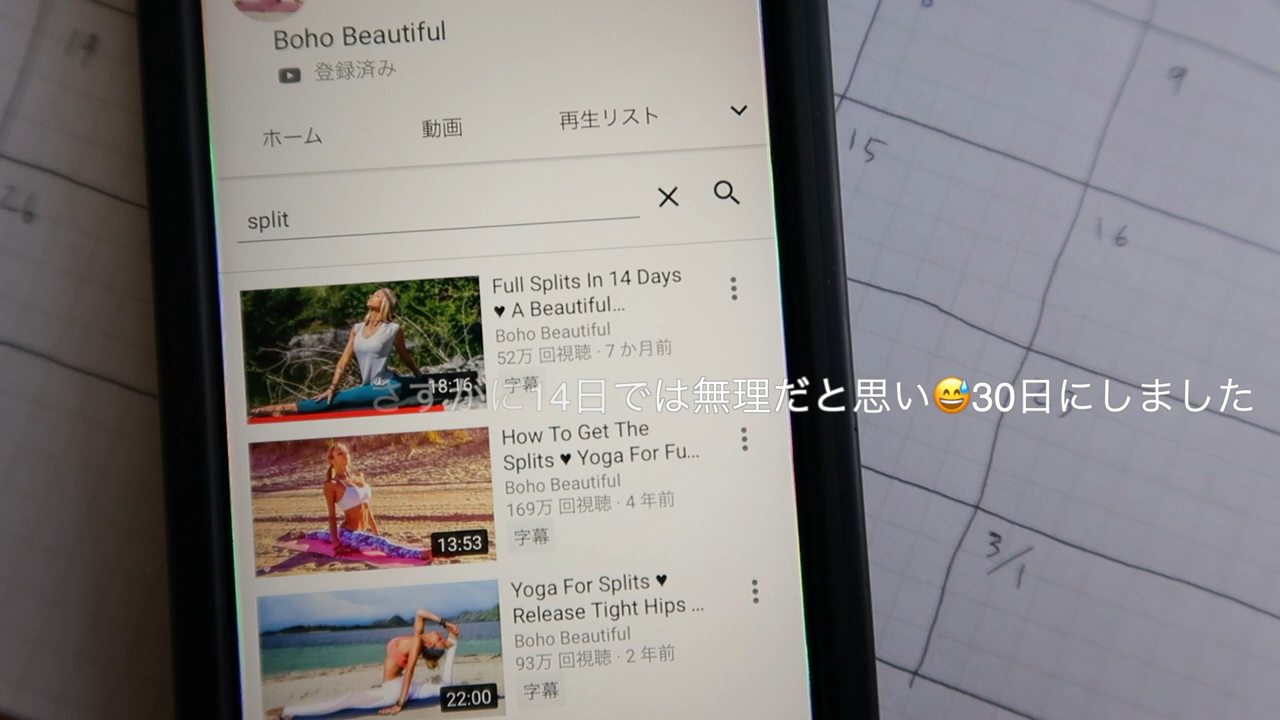 Boho Beautiful
登録済み
ホーム
動画
再生リスト
split
Full Splits In 14 Days
♥ A Beautiful...
Boho Beautiful
52万 回視聴・7 か月前
字幕
18:16
さすがに14日では無理だと思い😅30日にしました
How To Get The
Splits ♥ Yoga For Fu...
Boho Beautiful
169万 回視聴・4 年前
字幕
13:53
Yoga For Splits ♥
Release Tight Hips ...
Boho Beautiful
93万 回視聴・2 年前
字幕
22:00
19
26
9
15
16
3/1